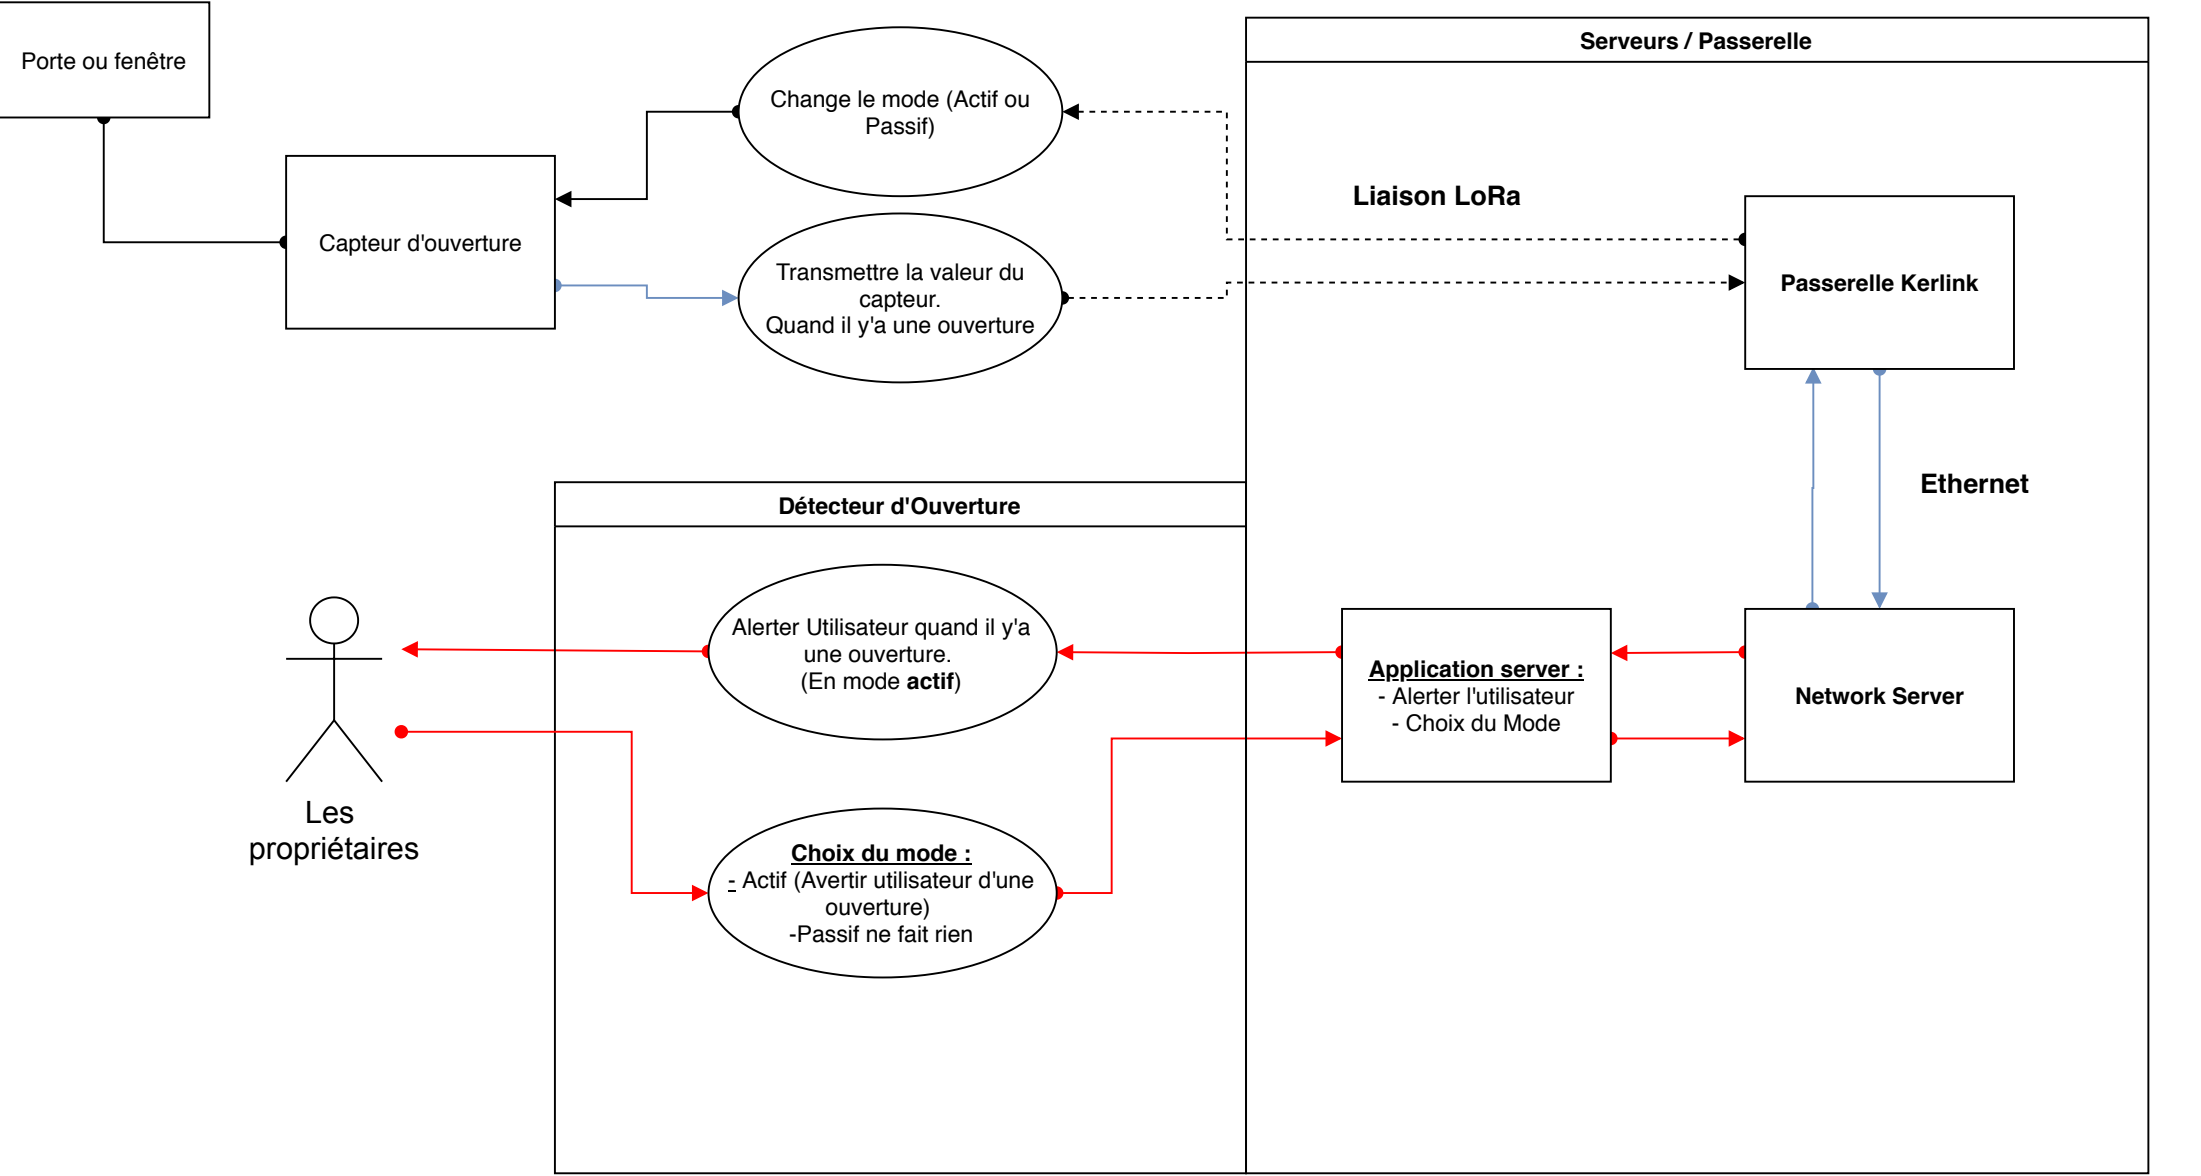 Porte ou fenêtre
Capteur d'ouverture
Change le mode (Actif ou
Passif)
Transmettre la valeur du
capteur.
Quand il y'a une ouverture
Serveurs / Passerelle
Liaison LoRa
Passerelle Kerlink
Ethernet
Détecteur d'Ouverture
Alerter Utilisateur quand il y'a
une ouverture.
(En mode actif)
Application server :
- Alerter l'utilisateur
- Choix du Mode
Network Server
Les
propriétaires
Choix du mode :
- Actif (Avertir utilisateur d'une
ouverture)
-Passif ne fait rien